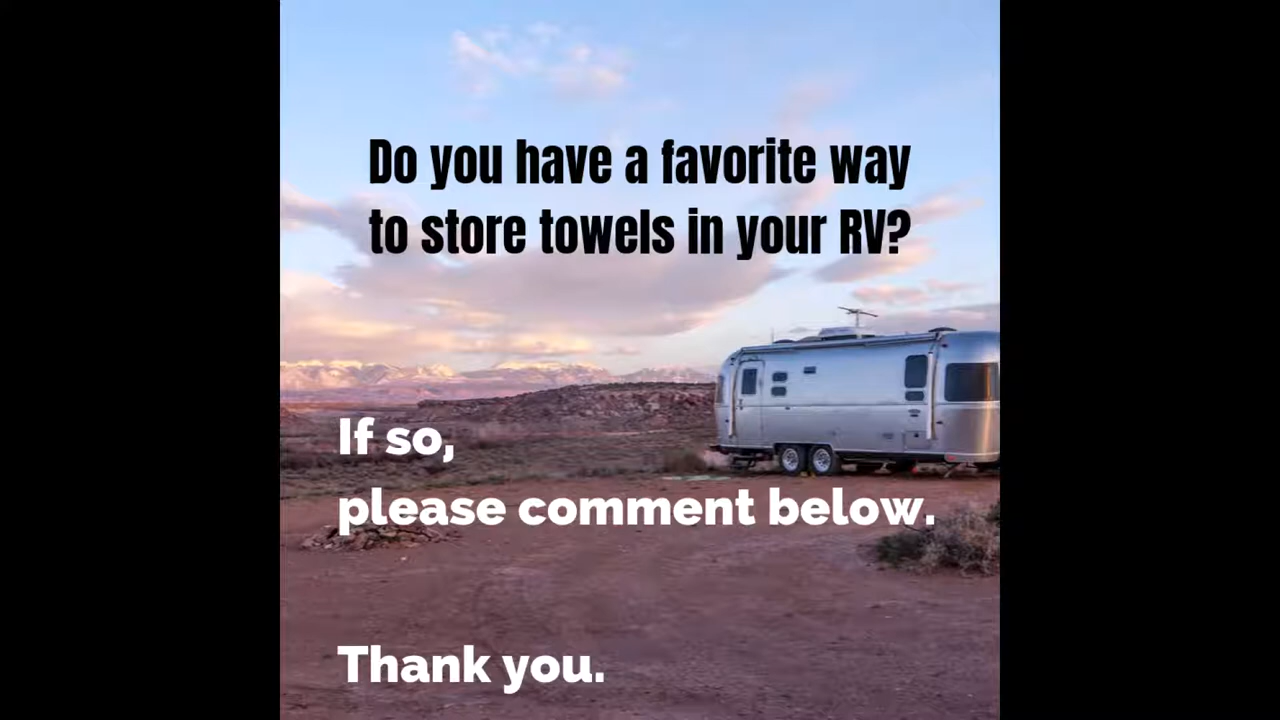 Do you have a favorite way
to store towels in your RV?
If so,
please comment below.
Thank you.